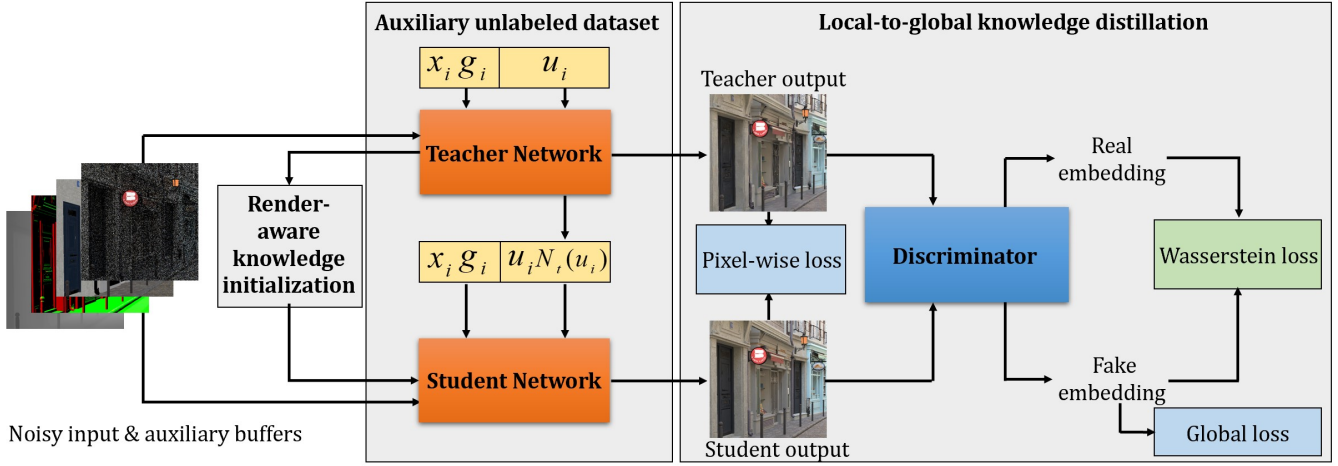 Auxiliary unlabeled dataset
Local-to-global knowledge distillation
x_i g_i
u_i
Teacher output
Teacher Network
Real
embedding
Render-
aware
knowledge
initialization
x_i g_i
u_i N_t(u_i)
Pixel-wise loss
Discriminator
Wasserstein loss
Student Network
Fake
embedding
Noisy input & auxiliary buffers
Student output
Global loss